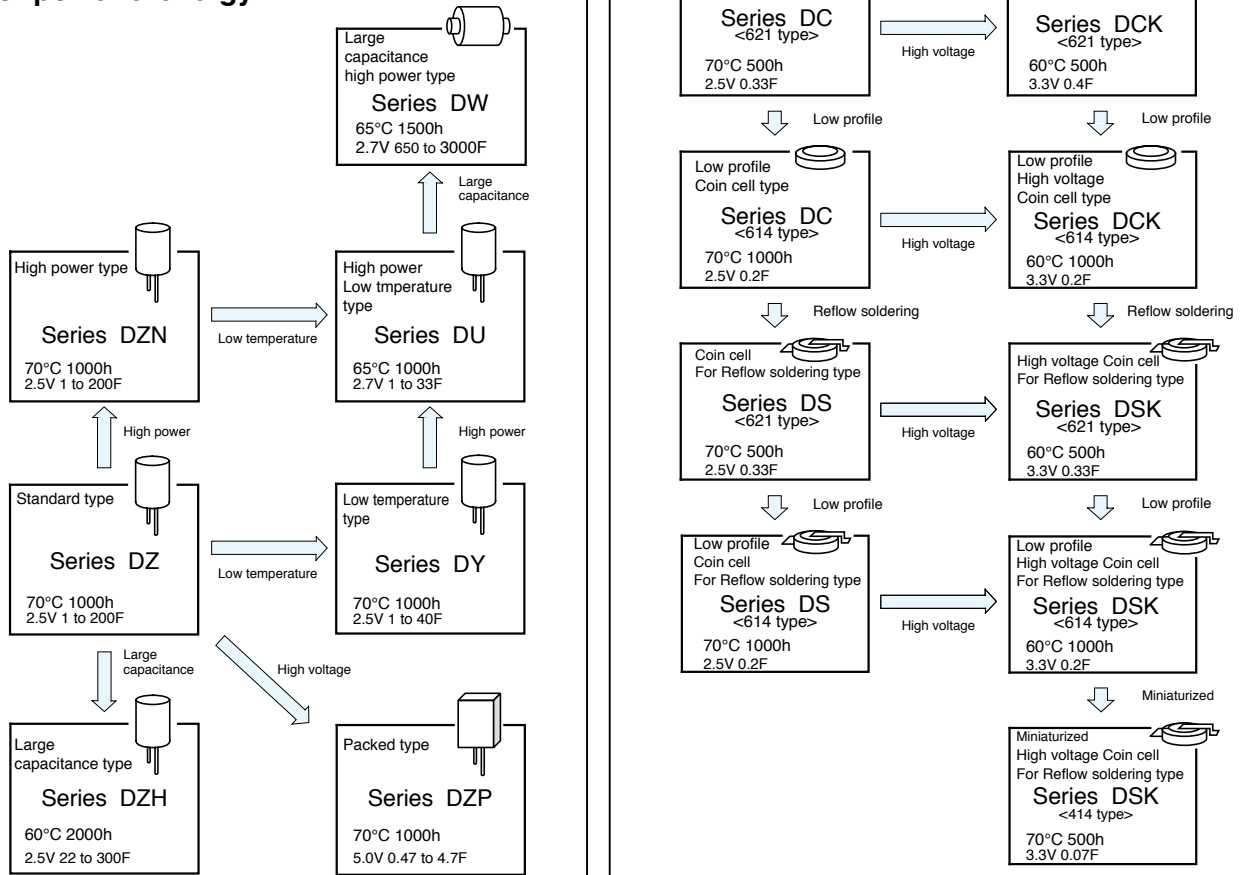 Large
capacitance
high power type
Series DW
65°C 1500h
2.7V 650 to 3000F
Large
capacitance
High power type
Series DZN
70°C 1000h
2.5V 1 to 200F
Low temperature
High power
Low tmperature
type
Series DU
65°C 1000h
2.7V 1 to 33F
High power
High power
Standard type
Series DZ
70°C 1000h
2.5V 1 to 200F
Low temperature
Low temperature
type
Series DY
70°C 1000h
2.5V 1 to 40F
Large
capacitance
High voltage
Large
capacitance type
Series DZH
60°C 2000h
2.5V 22 to 300F
Packed type
Series DZP
70°C 1000h
5.0V 0.47 to 4.7F
Series DC
<621 type>
70°C 500h
2.5V 0.33F
High voltage
Series DCK
<621 type>
60°C 500h
3.3V 0.4F
Low profile
Low profile
Low profile
Coin cell type
Series DC
<614 type>
70°C 1000h
2.5V 0.2F
High voltage
Low profile
High voltage
Coin cell type
Series DCK
<614 type>
60°C 1000h
3.3V 0.2F
Reflow soldering
Reflow soldering
Coin cell
For Reflow soldering type
Series DS
<621 type>
70°C 500h
2.5V 0.33F
High voltage
High voltage Coin cell
For Reflow soldering type
Series DSK
<621 type>
60°C 500h
3.3V 0.33F
Low profile
Low profile
Low profile
Coin cell
For Reflow soldering type
Series DS
<614 type>
70°C 1000h
2.5V 0.2F
High voltage
Low profile
High voltage Coin cell
For Reflow soldering type
Series DSK
<614 type>
60°C 1000h
3.3V 0.2F
Miniaturized
Miniaturized
High voltage Coin cell
For Reflow soldering type
Series DSK
<414 type>
70°C 500h
3.3V 0.07F